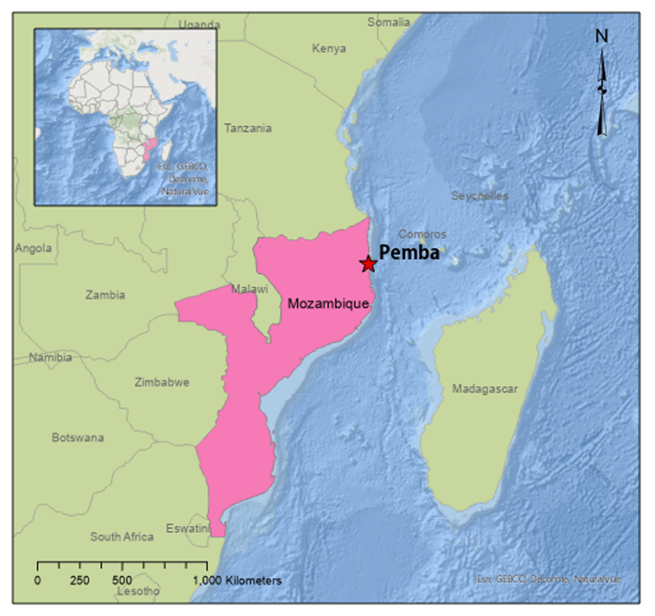 Uganda
Somalia
Kenya
N
Esri, GEBCO,
DeLorme,
NaturalVue
Tanzania
Seychelles
Comoros
Angola
Pemba
Malawi
Zambia
Mozambique
Namibia
Zimbabwe
Madagascar
Botswana
Eswatini
South Africa
0 250 500 1,000 Kilometers
Esri, GEBCO, DeLorme, NaturalVue
Lesotho